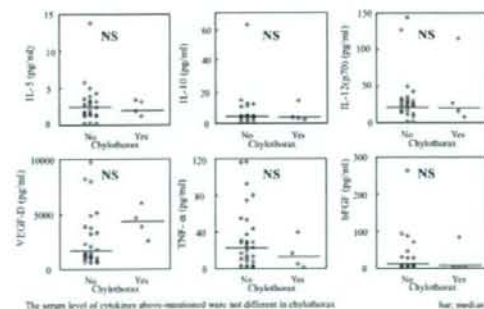 15
NS
10
5
0
IL-5 (pg/ml)
No Yes
Chylothorax
60
NS
40
20
0
IL-10 (pg/ml)
No Yes
Chylothorax
150
NS
100
50
0
IL-12(p70) (pg/ml)
No Yes
Chylothorax
10000
NS
5000
0
VEGF-D (pg/ml)
No Yes
Chylothorax
120
NS
80
40
0
TNF-α (pg/ml)
No Yes
Chylothorax
300
NS
200
100
0
bFGF (pg/ml)
No Yes
Chylothorax
The serum level of cytokines above-mentioned were not different in chylothorax bar; median